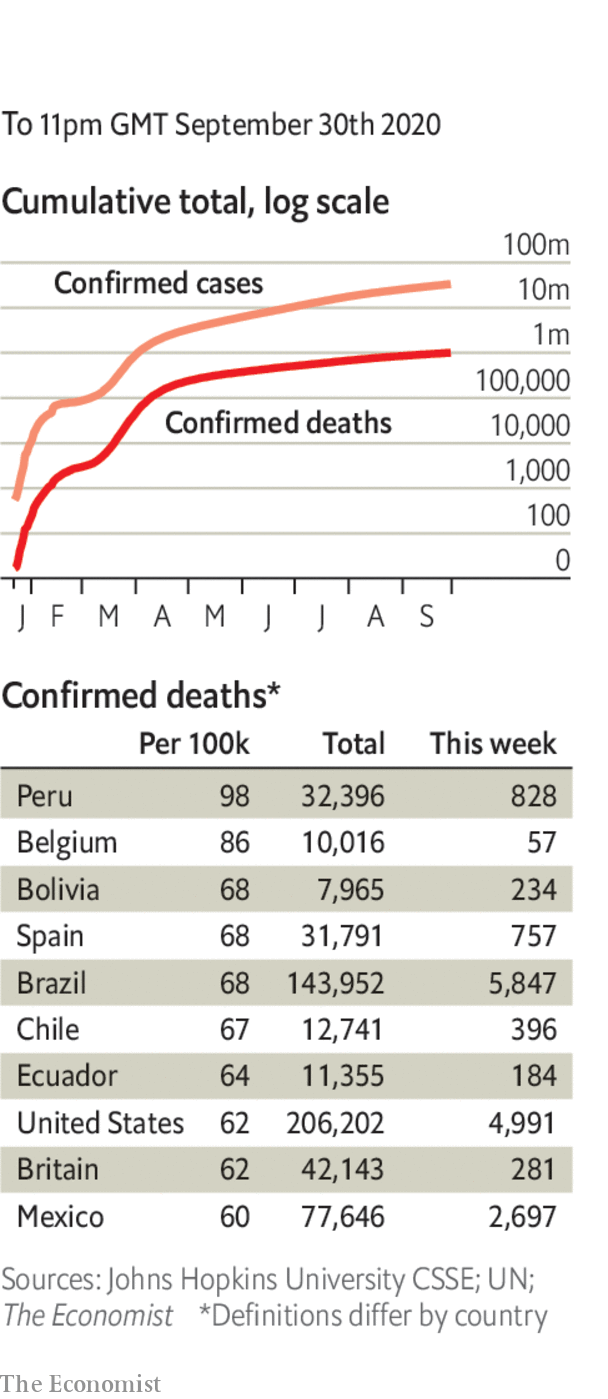 To 11pm GMT September 30th 2020
Cumulative total, log scale
100m
Confirmed cases
10m
1m
100,000
Confirmed deaths
10,000
1,000
100
0
J F M A M J J A S
Confirmed deaths*
Per 100k Total This week
Peru 98 32,396 828
Belgium 86 10,016 57
Bolivia 68 7,965 234
Spain 68 31,791 757
Brazil 68 143,952 5,847
Chile 67 12,741 396
Ecuador 64 11,355 184
United States 62 206,202 4,991
Britain 62 42,143 281
Mexico 60 77,646 2,697
Sources: Johns Hopkins University CSSE; UN;
The Economist *Definitions differ by country
The Economist